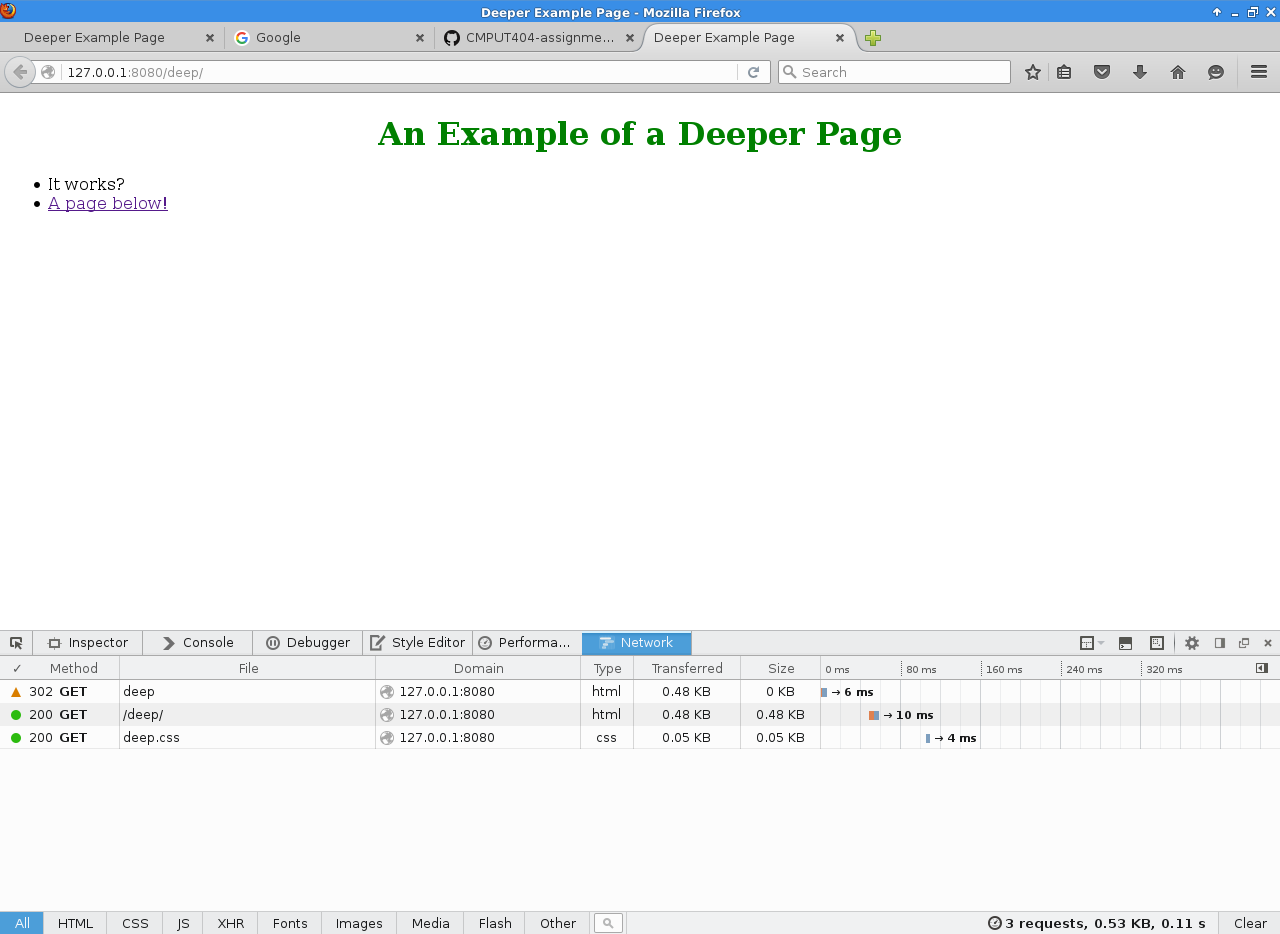 Deeper Example Page - Mozilla Firefox
Deeper Example Page Google CMPUT404-assignme... Deeper Example Page
127.0.0.1:8080/deep/ Search
An Example of a Deeper Page
• It works?
• A page below!
Inspector Console Debugger Style Editor Performa... Network
✓ Method File Domain Type Transferred Size 0 ms 80 ms 160 ms 240 ms 320 ms
302 GET deep 127.0.0.1:8080 html 0.48 KB 0 KB → 6 ms
200 GET /deep/ 127.0.0.1:8080 html 0.48 KB 0.48 KB → 10 ms
200 GET deep.css 127.0.0.1:8080 css 0.05 KB 0.05 KB → 4 ms
All HTML CSS JS XHR Fonts Images Media Flash Other 3 requests, 0.53 KB, 0.11 s Clear